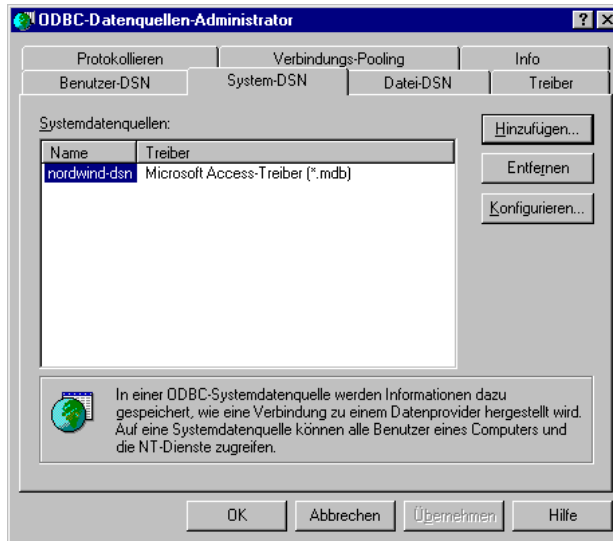 ODBC-Datenquellen-Administrator
Protokollieren Verbindungs-Pooling Info
Benutzer-DSN System-DSN Datei-DSN Treiber
Systemdatenquellen:
Hinzufügen...
Name Treiber
nordwind-dsn Microsoft Access-Treiber (*.mdb)
Entfernen
Konfigurieren...
In einer ODBC-Systemdatenquelle werden Informationen dazu
gespeichert, wie eine Verbindung zu einem Datenprovider hergestellt wird.
Auf eine Systemdatenquelle können alle Benutzer eines Computers und
die NT-Dienste zugreifen.
OK Abbrechen Übernehmen Hilfe